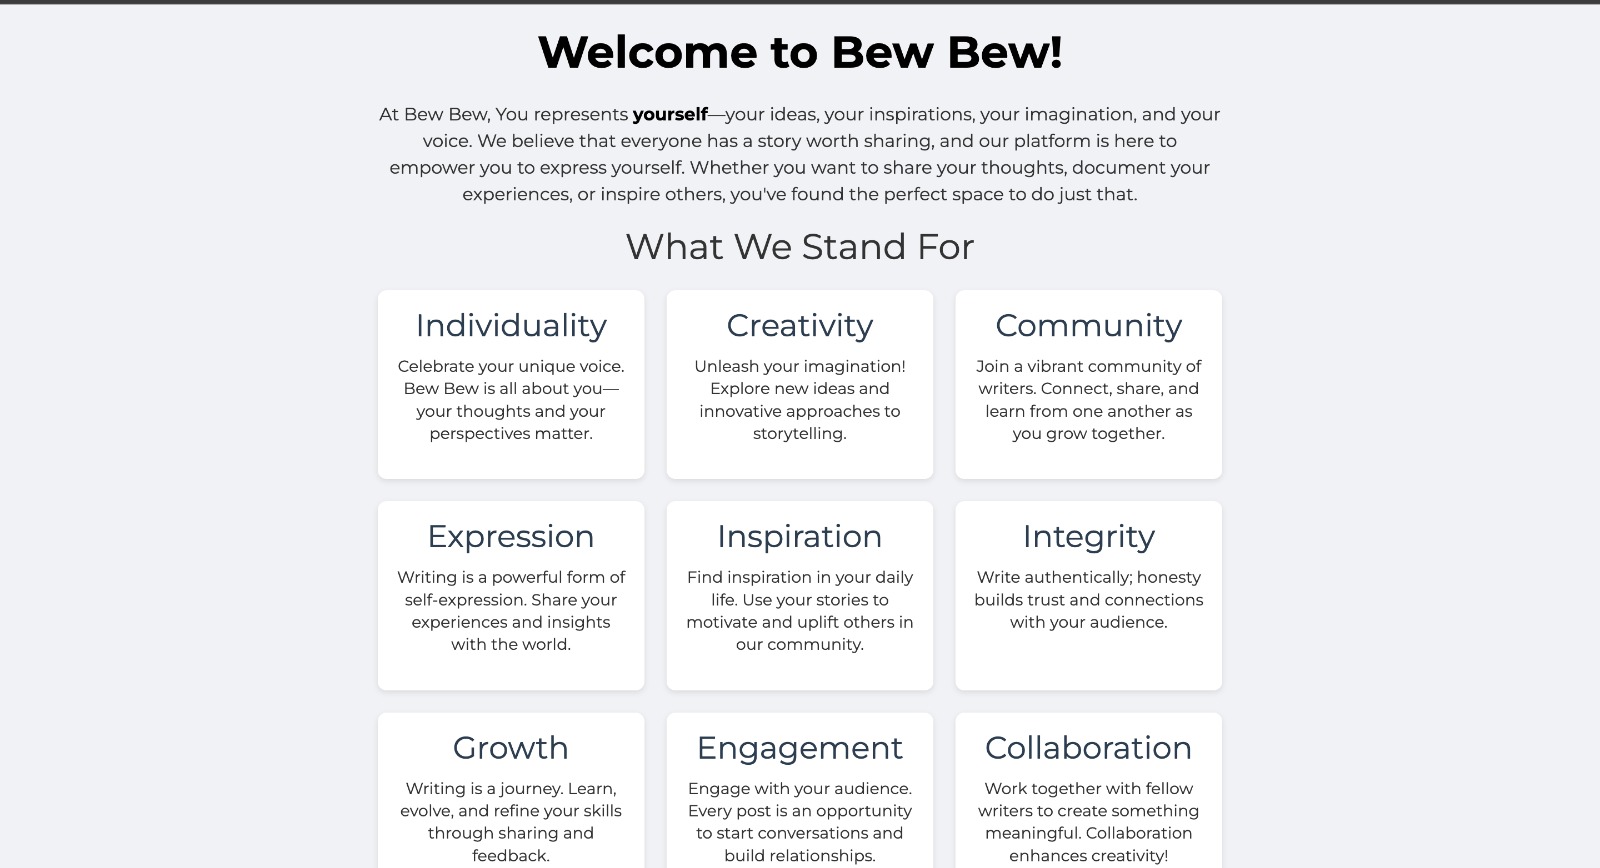 Welcome to Bew Bew!
At Bew Bew, You represents yourself—your ideas, your inspirations, your imagination, and your
voice. We believe that everyone has a story worth sharing, and our platform is here to
empower you to express yourself. Whether you want to share your thoughts, document your
experiences, or inspire others, you've found the perfect space to do just that.
What We Stand For
Individuality
Celebrate your unique voice.
Bew Bew is all about you—
your thoughts and your
perspectives matter.
Creativity
Unleash your imagination!
Explore new ideas and
innovative approaches to
storytelling.
Community
Join a vibrant community of
writers. Connect, share, and
learn from one another as
you grow together.
Expression
Writing is a powerful form of
self-expression. Share your
experiences and insights
with the world.
Inspiration
Find inspiration in your daily
life. Use your stories to
motivate and uplift others in
our community.
Integrity
Write authentically; honesty
builds trust and connections
with your audience.
Growth
Writing is a journey. Learn,
evolve, and refine your skills
through sharing and
feedback.
Engagement
Engage with your audience.
Every post is an opportunity
to start conversations and
build relationships.
Collaboration
Work together with fellow
writers to create something
meaningful. Collaboration
enhances creativity!